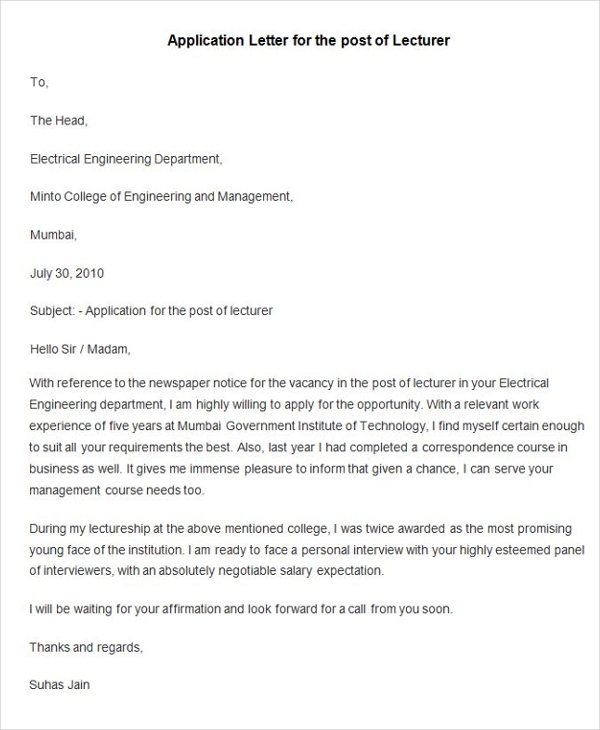 Application Letter for the post of Lecturer
To,
The Head,
Electrical Engineering Department,
Minto College of Engineering and Management,
Mumbai,
July 30, 2010
Subject: - Application for the post of lecturer
Hello Sir / Madam,
With reference to the newspaper notice for the vacancy in the post of lecturer in your Electrical
Engineering department, I am highly willing to apply for the opportunity. With a relevant work
experience of five years at Mumbai Government Institute of Technology, I find myself certain enough
to suit all your requirements the best. Also, last year I had completed a correspondence course in
business as well. It gives me immense pleasure to inform that given a chance, I can serve your
management course needs too.
During my lectureship at the above mentioned college, I was twice awarded as the most promising
young face of the institution. I am ready to face a personal interview with your highly esteemed panel
of interviewers, with an absolutely negotiable salary expectation.
I will be waiting for your affirmation and look forward for a call from you soon.
Thanks and regards,
Suhas Jain